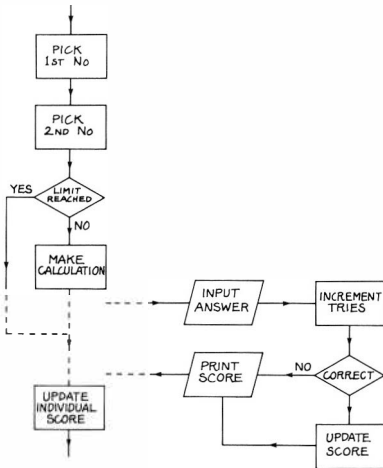 PICK
1ST NO
PICK
2ND NO
YES
LIMIT
REACHED
NO
MAKE
CALCULATION
INPUT
ANSWER
INCREMENT
TRIES
PRINT
SCORE
NO
CORRECT
UPDATE
INDIVIDUAL
SCORE
UPDATE
SCORE